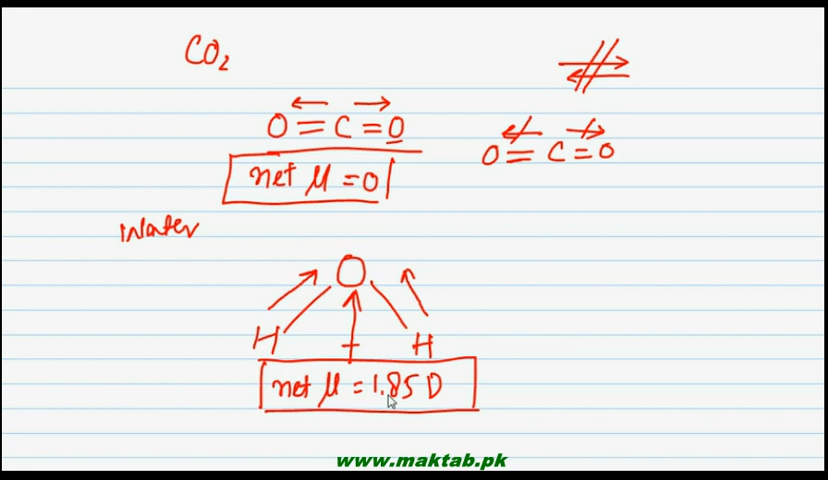 CO₂
O = C = O
O = C = O
net μ = 0
Water
O
H H
net μ = 1.85 D
www.maktab.pk